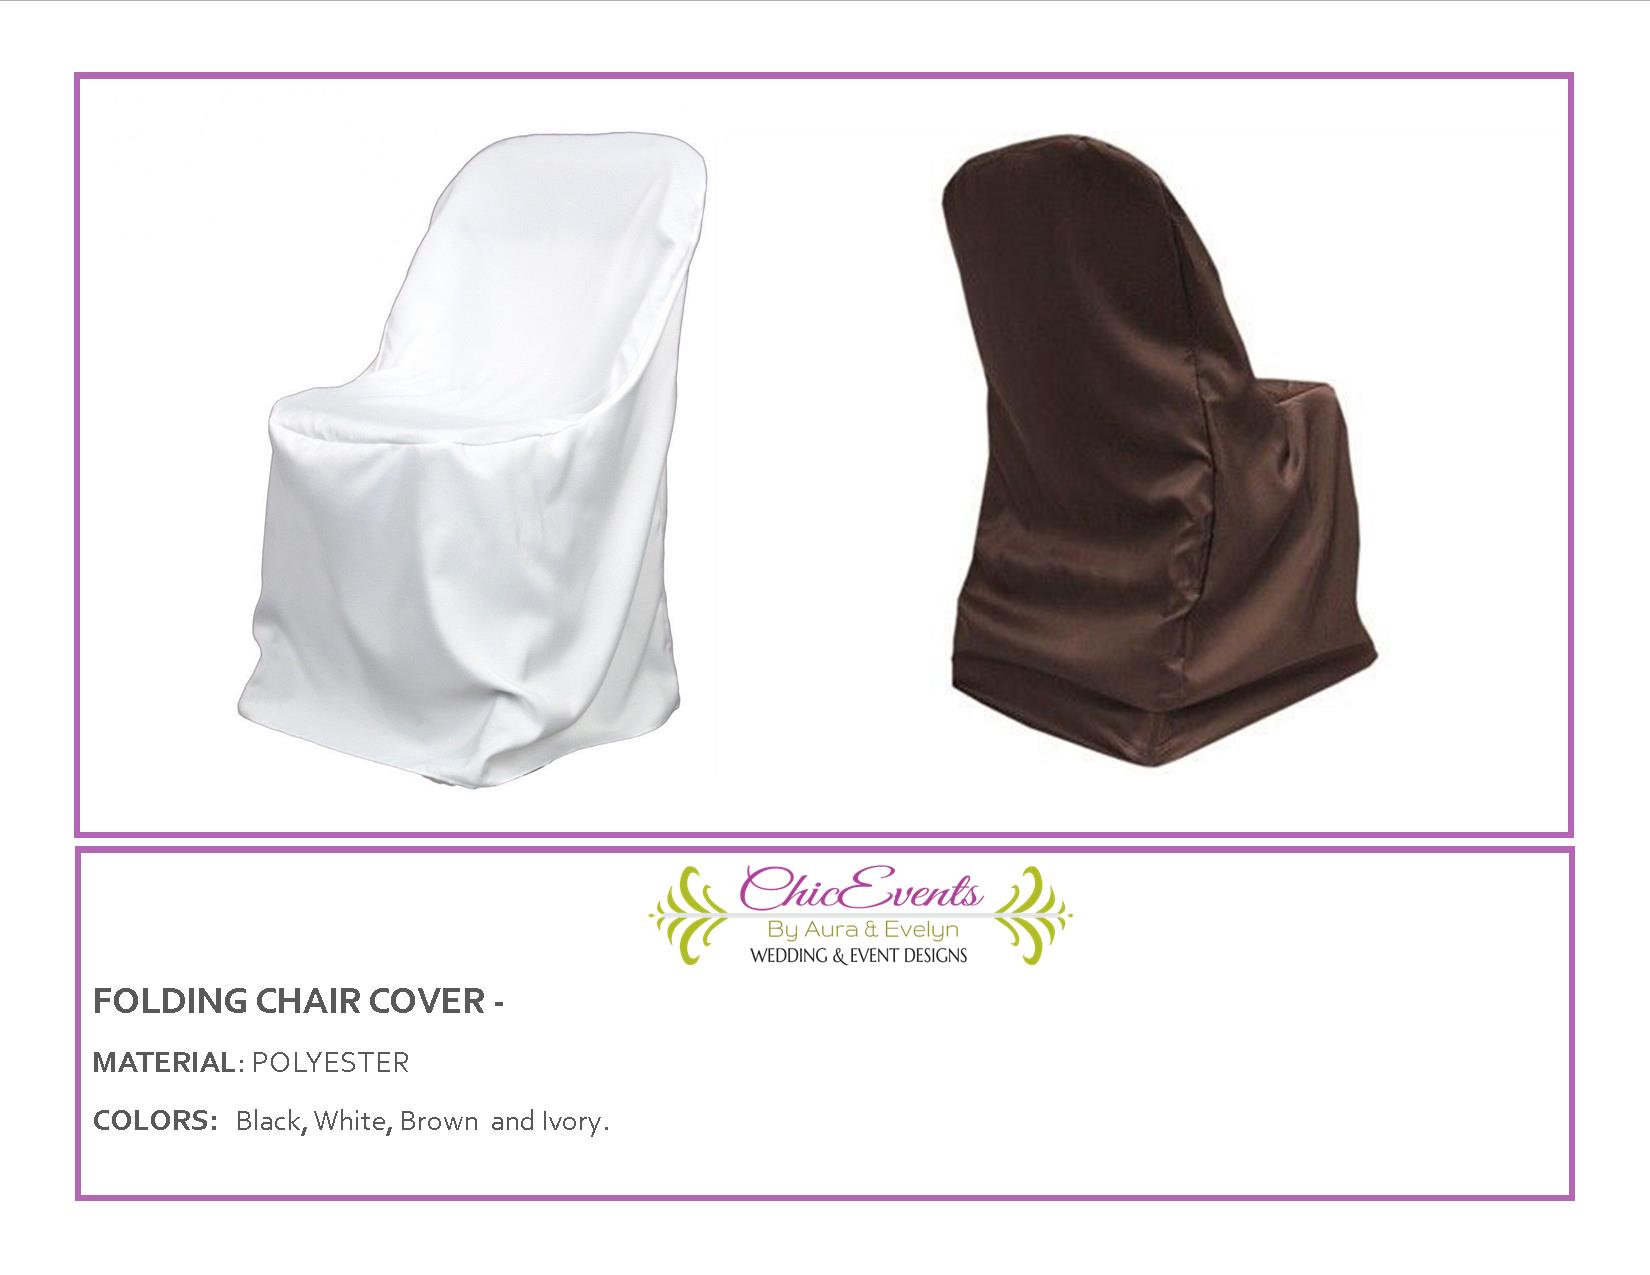 ChicEvents
By Aura & Evelyn
WEDDING & EVENT DESIGNS
FOLDING CHAIR COVER -
MATERIAL: POLYESTER
COLORS: Black, White, Brown and Ivory.